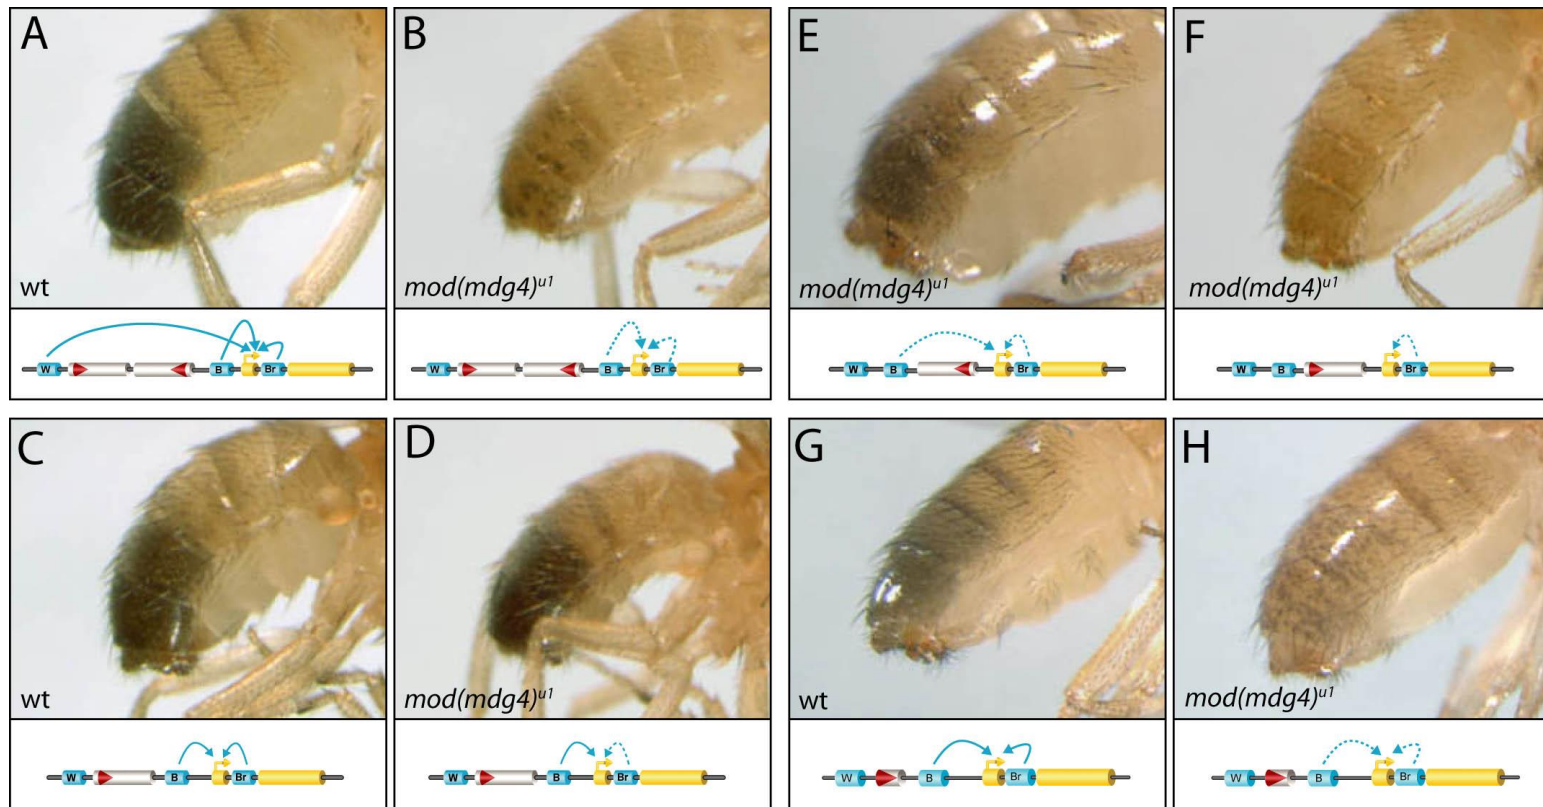 A
wt
W B Br
B
mod(mdg4)u1
W B Br
E
mod(mdg4)u1
W B Br
F
mod(mdg4)u1
W B Br
C
wt
W B Br
D
mod(mdg4)u1
W B Br
G
wt
W B Br
H
mod(mdg4)u1
W B Br